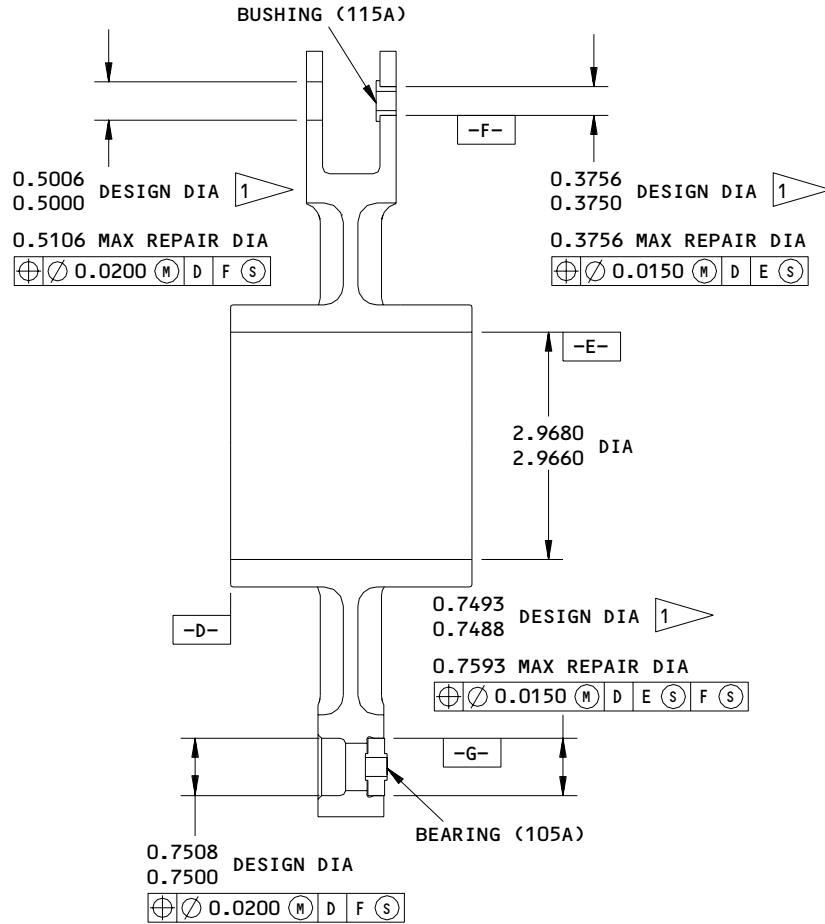 BUSHING (115A)
-F-
0.5006
0.5000 DESIGN DIA 1
0.5106 MAX REPAIR DIA
⌖ ∅ 0.0200 Ⓜ D F Ⓢ
0.3756
0.3750 DESIGN DIA 1
0.3756 MAX REPAIR DIA
⌖ ∅ 0.0150 Ⓜ D E Ⓢ
-E-
2.9680
2.9660 DIA
-D-
0.7493
0.7488 DESIGN DIA 1
0.7593 MAX REPAIR DIA
⌖ ∅ 0.0150 Ⓜ D E Ⓢ F Ⓢ
-G-
BEARING (105A)
0.7508
0.7500 DESIGN DIA
⌖ ∅ 0.0200 Ⓜ D F Ⓢ